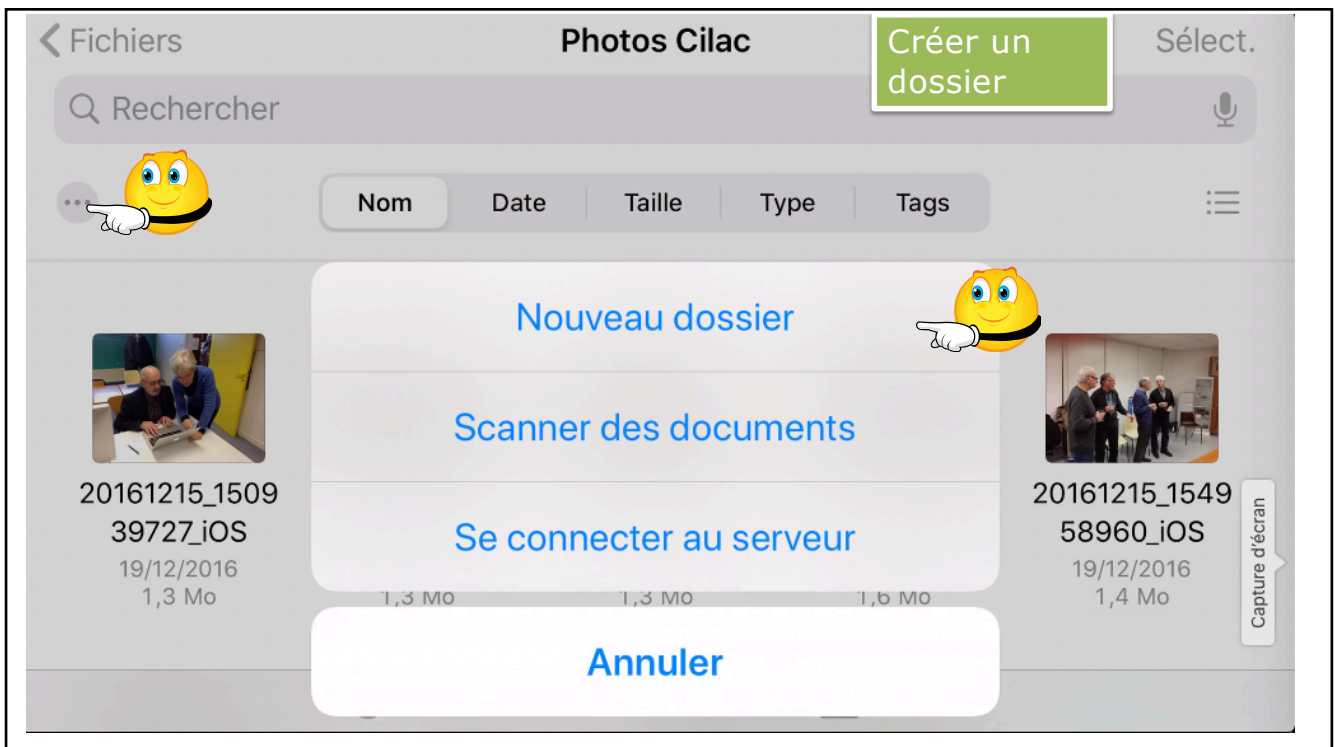 Fichiers
Photos Cilac
Créer un
dossier
Sélect.
Rechercher
Nom
Date
Taille
Type
Tags
Nouveau dossier
Scanner des documents
Se connecter au serveur
Annuler
20161215_1509
39727_iOS
19/12/2016
1,3 Mo
1,3 Mo
1,3 Mo
1,6 Mo
20161215_1549
58960_iOS
19/12/2016
1,4 Mo
Capture d'écran